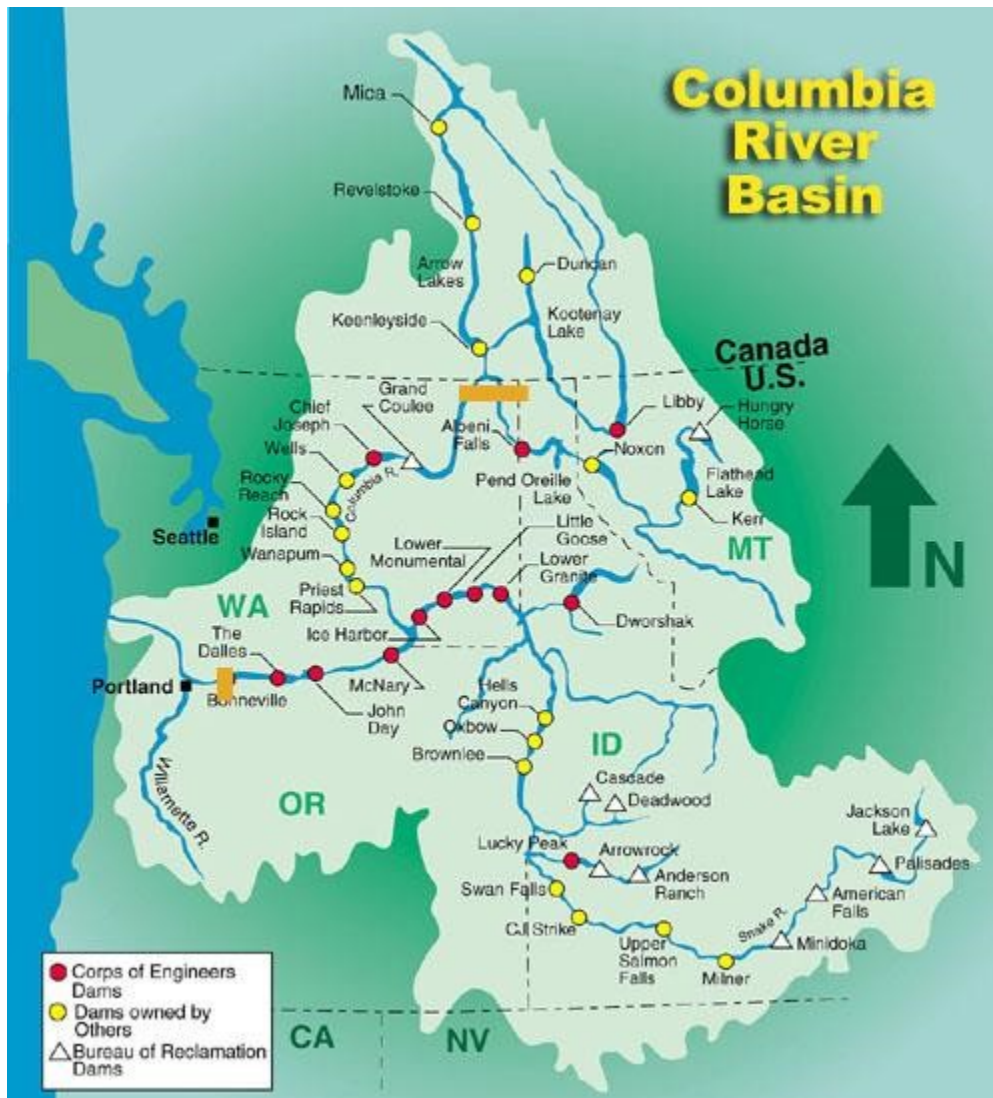 Columbia
River
Basin
Mica
Revelstoke
Arrow
Lakes
Duncan
Keenleyside
Kootenay
Lake
Canada
U.S.
Grand
Coulee
Chief
Joseph
Albeni
Falls
Libby
Hungry
Horse
Wells
Noxon
Rocky
Reach
Columbia R.
Pend Oreille
Lake
Flathead
Lake
Rock
Island
Kerr
Seattle
Little
Goose
Wanapum
Lower
Monumental
Lower
Granite
MT
N
Priest
Rapids
WA
Ice Harbor
Dworshak
The
Dalles
Portland
Bonneville
McNary
John
Day
Hells
Canyon
Oxbow
Brownlee
ID
Cascade
Deadwood
Willamette R.
OR
Jackson
Lake
Lucky Peak
Arrowrock
Palisades
Anderson
Ranch
Swan Falls
American
Falls
CJ Strike
Snake R.
Upper
Salmon
Falls
Minidoka
Milner
Corps of Engineers
Dams
Dams owned by
Others
Bureau of Reclamation
Dams
CA
NV